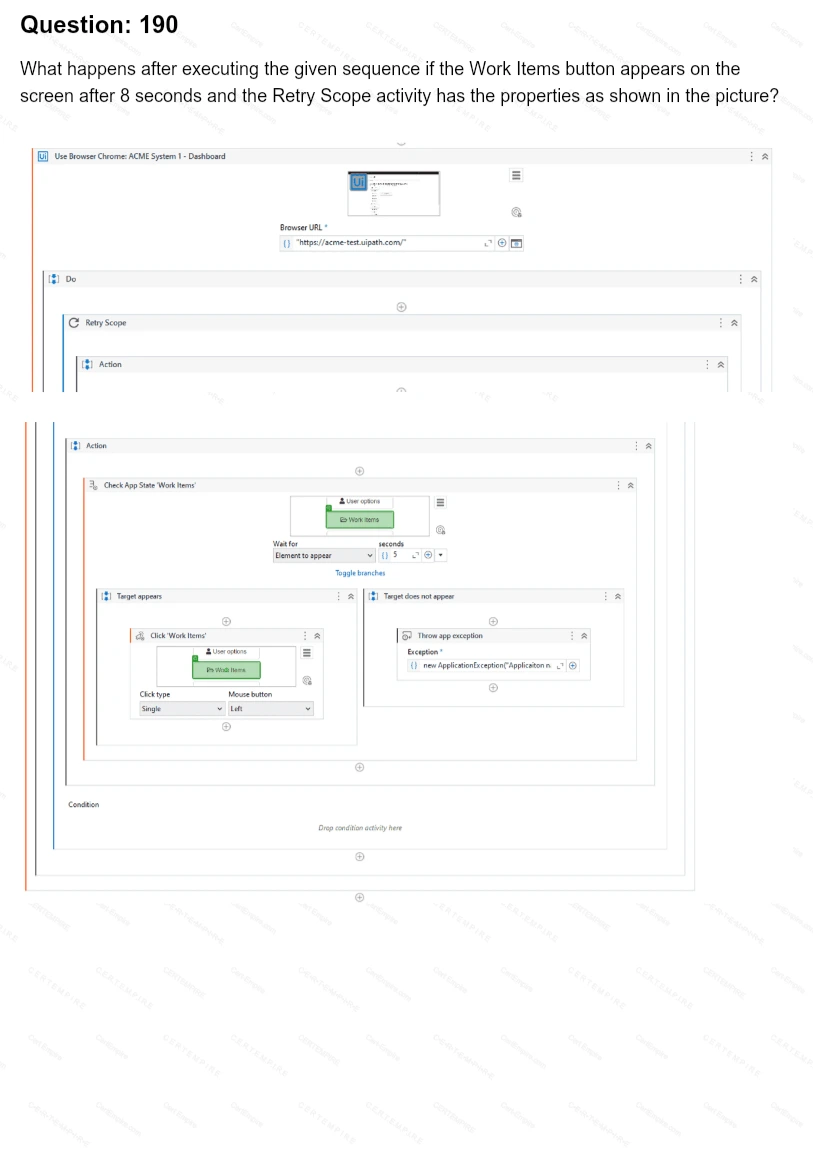 Question: 190
What happens after executing the given sequence if the Work Items button appears on the
screen after 8 seconds and the Retry Scope activity has the properties as shown in the picture?
Use Browser Chrome: ACME System 1 - Dashboard
Browser URL *
"https://acme-test.uipath.com/"
Do
Retry Scope
Action
Action
Check App State 'Work Items'
User options
Work Items
Wait for seconds
Element to appear 5
Toggle branches
Target appears Target does not appear
Click 'Work Items' Throw app exception
User options Exception *
Work Items new ApplicationException("Applicaiton n
Click type Mouse button
Single Left
Condition
Drop condition activity here